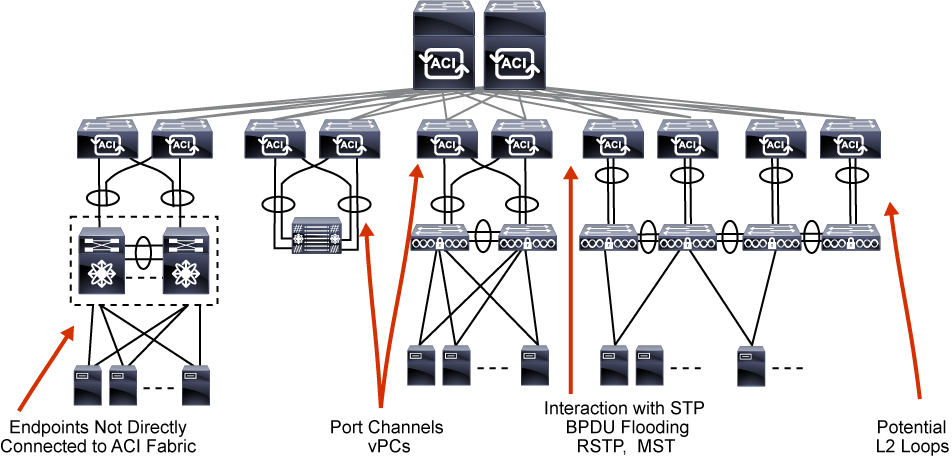 ACI ACI
ACI ACI ACI ACI ACI ACI ACI ACI ACI ACI
Endpoints Not Directly
Connected to ACI Fabric
Port Channels
vPCs
Interaction with STP
BPDU Flooding
RSTP, MST
Potential
L2 Loops